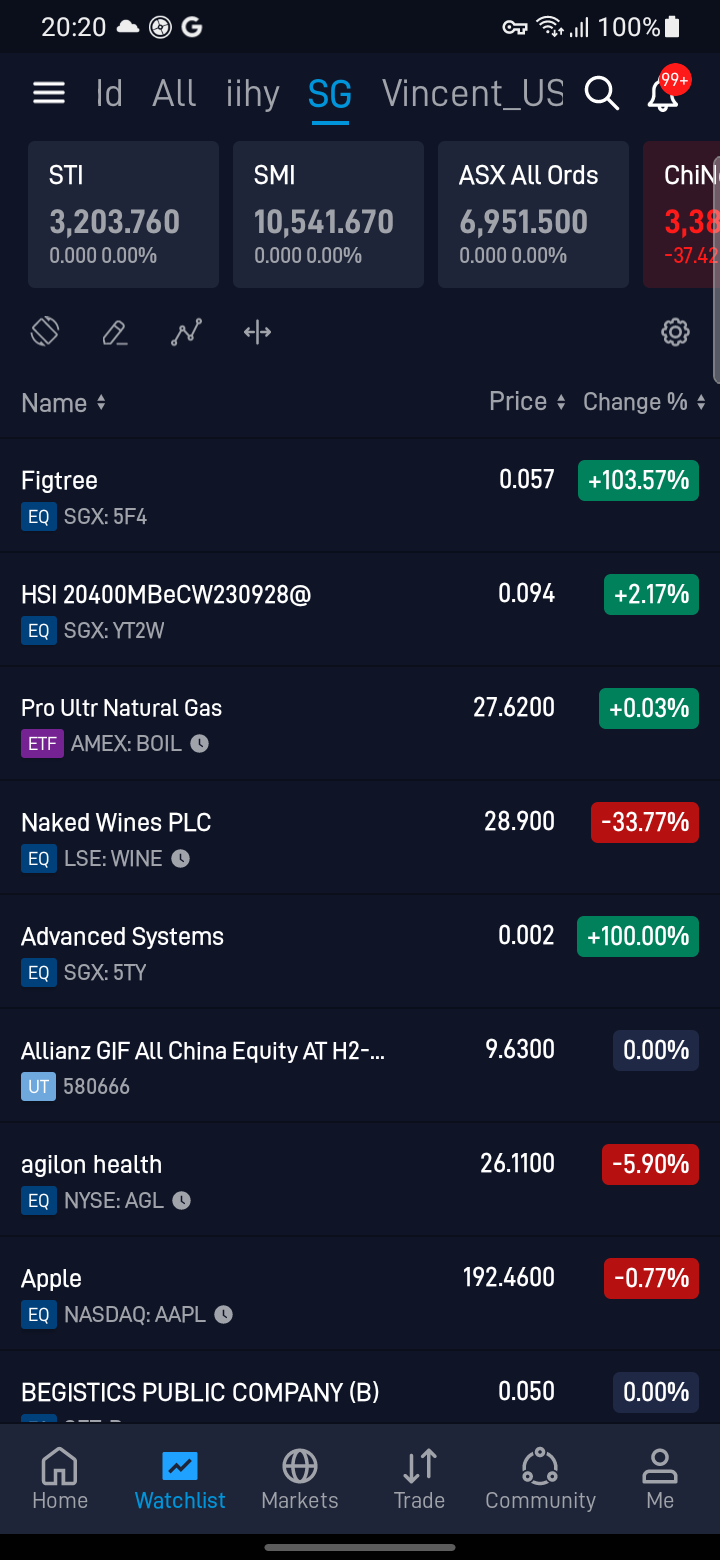 20:20 G 100%
ld All iihy SG Vincent_US 99+
STI SMI ASX All Ords ChiNe
3,203.760 10,541.670 6,951.500 3,38
0.000 0.00% 0.000 0.00% 0.000 0.00% -37.42
Name Price Change %
Figtree 0.057 +103.57%
EQ SGX: 5F4
HSI 20400MBeCW230928@ 0.094 +2.17%
EQ SGX: YT2W
Pro Ultr Natural Gas 27.6200 +0.03%
ETF AMEX: BOIL
Naked Wines PLC 28.900 -33.77%
EQ LSE: WINE
Advanced Systems 0.002 +100.00%
EQ SGX: 5TY
Allianz GIF All China Equity AT H2-... 9.6300 0.00%
UT 580666
agilon health 26.1100 -5.90%
EQ NYSE: AGL
Apple 192.4600 -0.77%
EQ NASDAQ: AAPL
BEGISTICS PUBLIC COMPANY (B) 0.050 0.00%
Home Watchlist Markets Trade Community Me